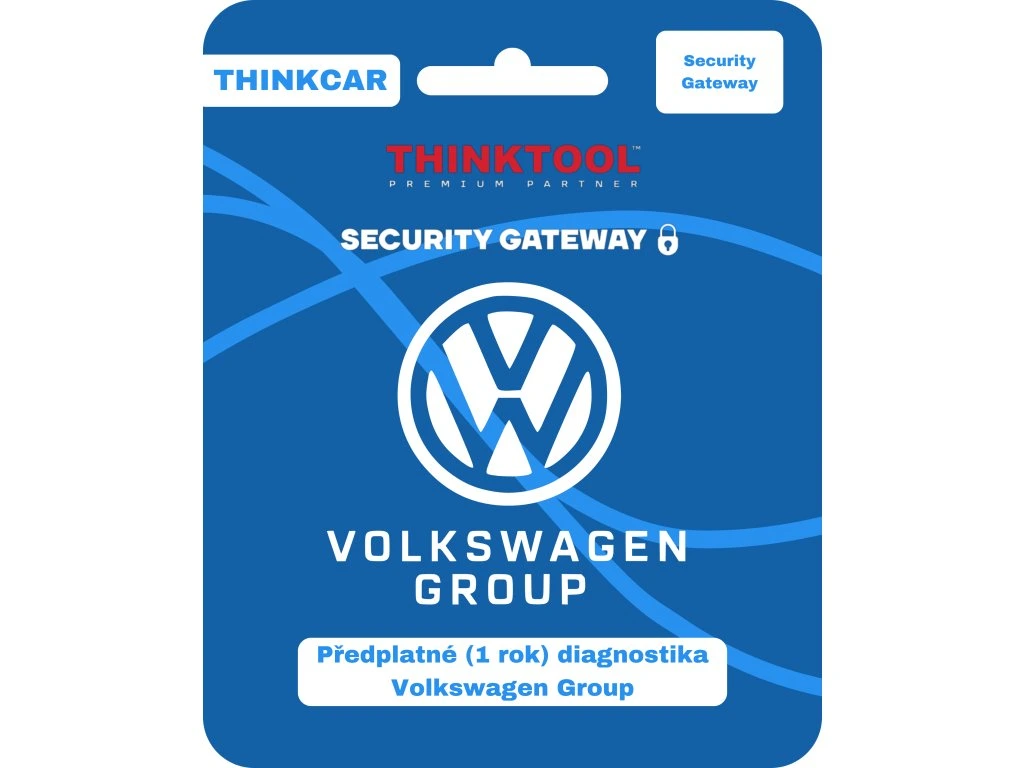 THINKCAR
Security
Gateway
THINKTOOL™
PREMIUM PARTNER
SECURITY GATEWAY
VOLKSWAGEN
GROUP
Předplatné (1 rok) diagnostika
Volkswagen Group